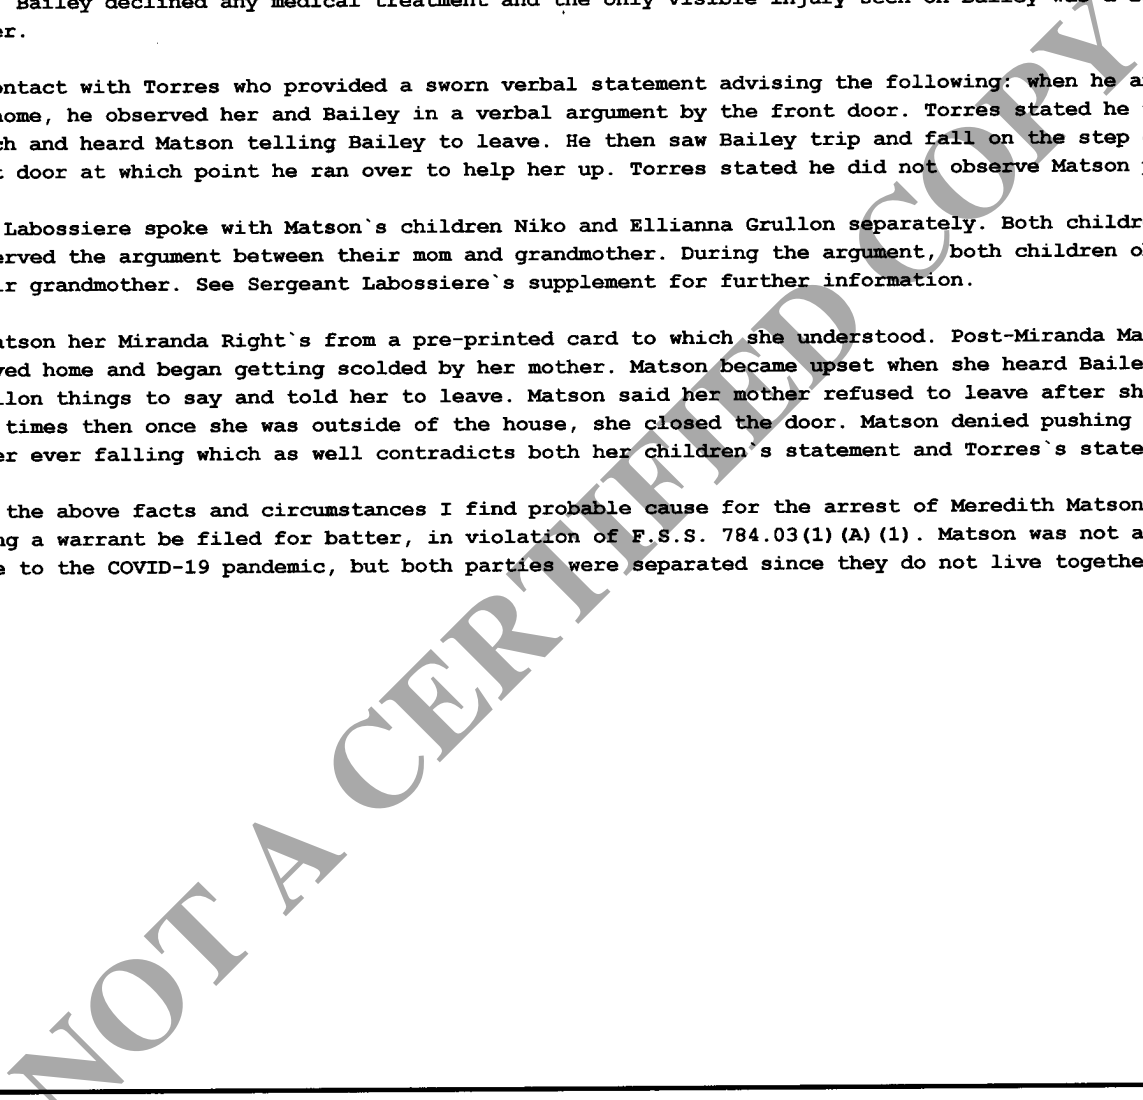 Bailey declined any medical treatment and the only visible injury seen on Bailey was a
er.
ontact with Torres who provided a sworn verbal statement advising the following: when he a
home, he observed her and Bailey in a verbal argument by the front door. Torres stated he
ch and heard Matson telling Bailey to leave. He then saw Bailey trip and fall on the step
t door at which point he ran over to help her up. Torres stated he did not observe Matson
Labossiere spoke with Matson`s children Niko and Ellianna Grullon separately. Both childr
erved the argument between their mom and grandmother. During the argument, both children o
ir grandmother. See Sergeant Labossiere`s supplement for further information.
atson her Miranda Right`s from a pre-printed card to which she understood. Post-Miranda Ma
ved home and began getting scolded by her mother. Matson became upset when she heard Baile
llon things to say and told her to leave. Matson said her mother refused to leave after sh
times then once she was outside of the house, she closed the door. Matson denied pushing
er ever falling which as well contradicts both her children`s statement and Torres`s state
the above facts and circumstances I find probable cause for the arrest of Meredith Matson
ng a warrant be filed for batter, in violation of F.S.S. 784.03(1)(A)(1). Matson was not a
e to the COVID-19 pandemic, but both parties were separated since they do not live togethe
NOT A CERTIFIED COPY